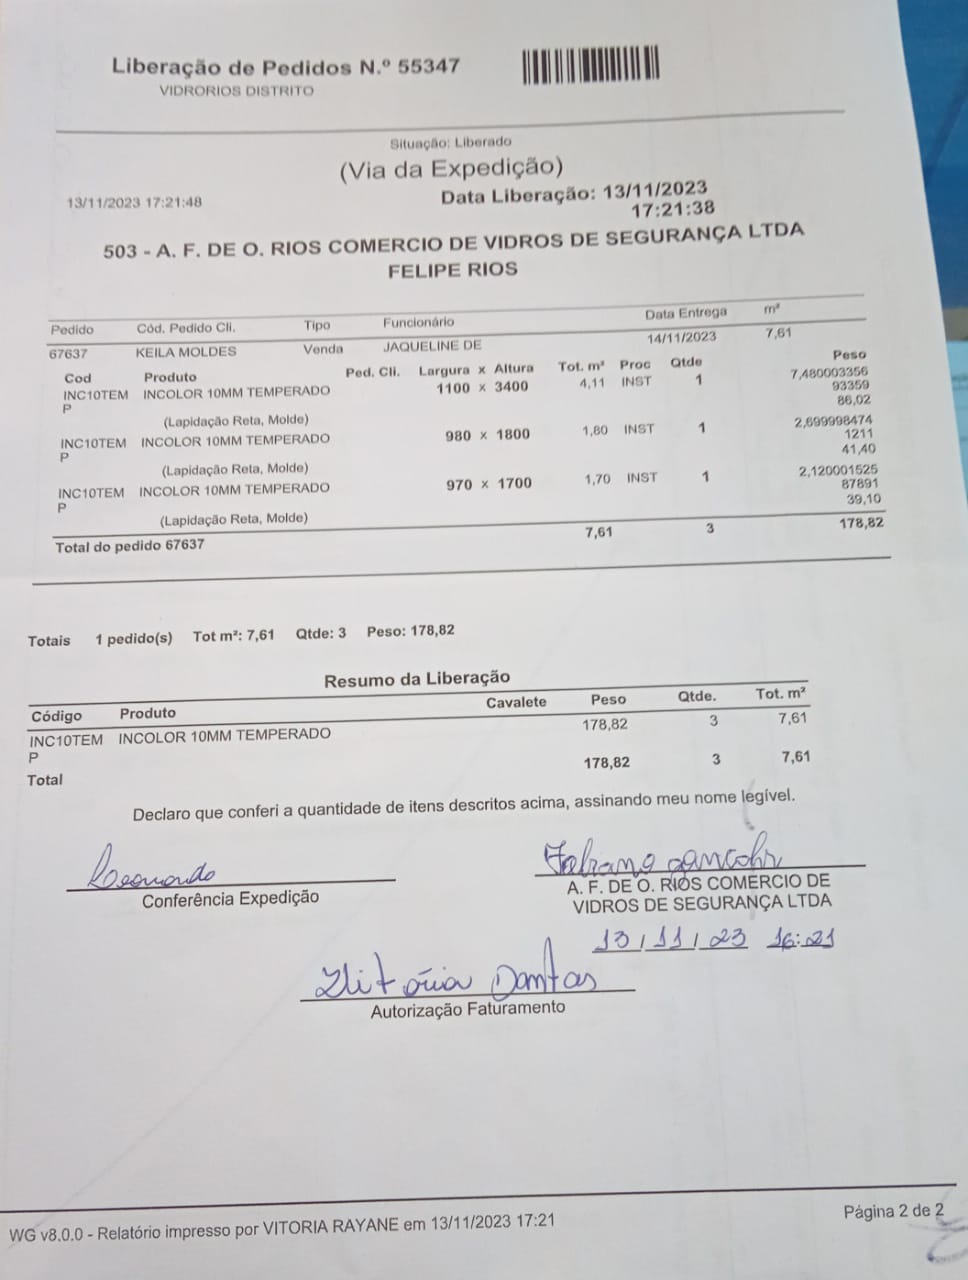 Liberação de Pedidos N.º 55347
VIDRORIOS DISTRITO
Situação: Liberado
(Via da Expedição)
13/11/2023 17:21:48
Data Liberação: 13/11/2023
17:21:38
503 - A. F. DE O. RIOS COMERCIO DE VIDROS DE SEGURANÇA LTDA
FELIPE RIOS
Pedido Cód. Pedido Cli. Tipo Funcionário Data Entrega m²
67637 KEILA MOLDES Venda JAQUELINE DE 14/11/2023 7,61
Cod Produto Ped. Cli. Largura x Altura Tot. m² Proc Qtde Peso
INC10TEM INCOLOR 10MM TEMPERADO 1100 x 3400 4,11 INST 1 7,480003356
P 93359
86,02
(Lapidação Reta, Molde)
INC10TEM INCOLOR 10MM TEMPERADO 980 x 1800 1,80 INST 1 2,699998474
P 1211
41,40
(Lapidação Reta, Molde)
INC10TEM INCOLOR 10MM TEMPERADO 970 x 1700 1,70 INST 1 2,120001525
P 87891
39,10
(Lapidação Reta, Molde)
Total do pedido 67637 7,61 3 178,82
Totais 1 pedido(s) Tot m²: 7,61 Qtde: 3 Peso: 178,82
Resumo da Liberação
Código Produto Cavalete Peso Qtde. Tot. m²
INC10TEM INCOLOR 10MM TEMPERADO 178,82 3 7,61
P
Total 178,82 3 7,61
Declaro que conferi a quantidade de itens descritos acima, assinando meu nome legível.
Fabiano
Conferência Expedição
A. F. DE O. RIOS COMERCIO DE
VIDROS DE SEGURANÇA LTDA
13/11/23 16:21
Vitória Dantas
Autorização Faturamento
WG v8.0.0 - Relatório impresso por VITORIA RAYANE em 13/11/2023 17:21
Página 2 de 2